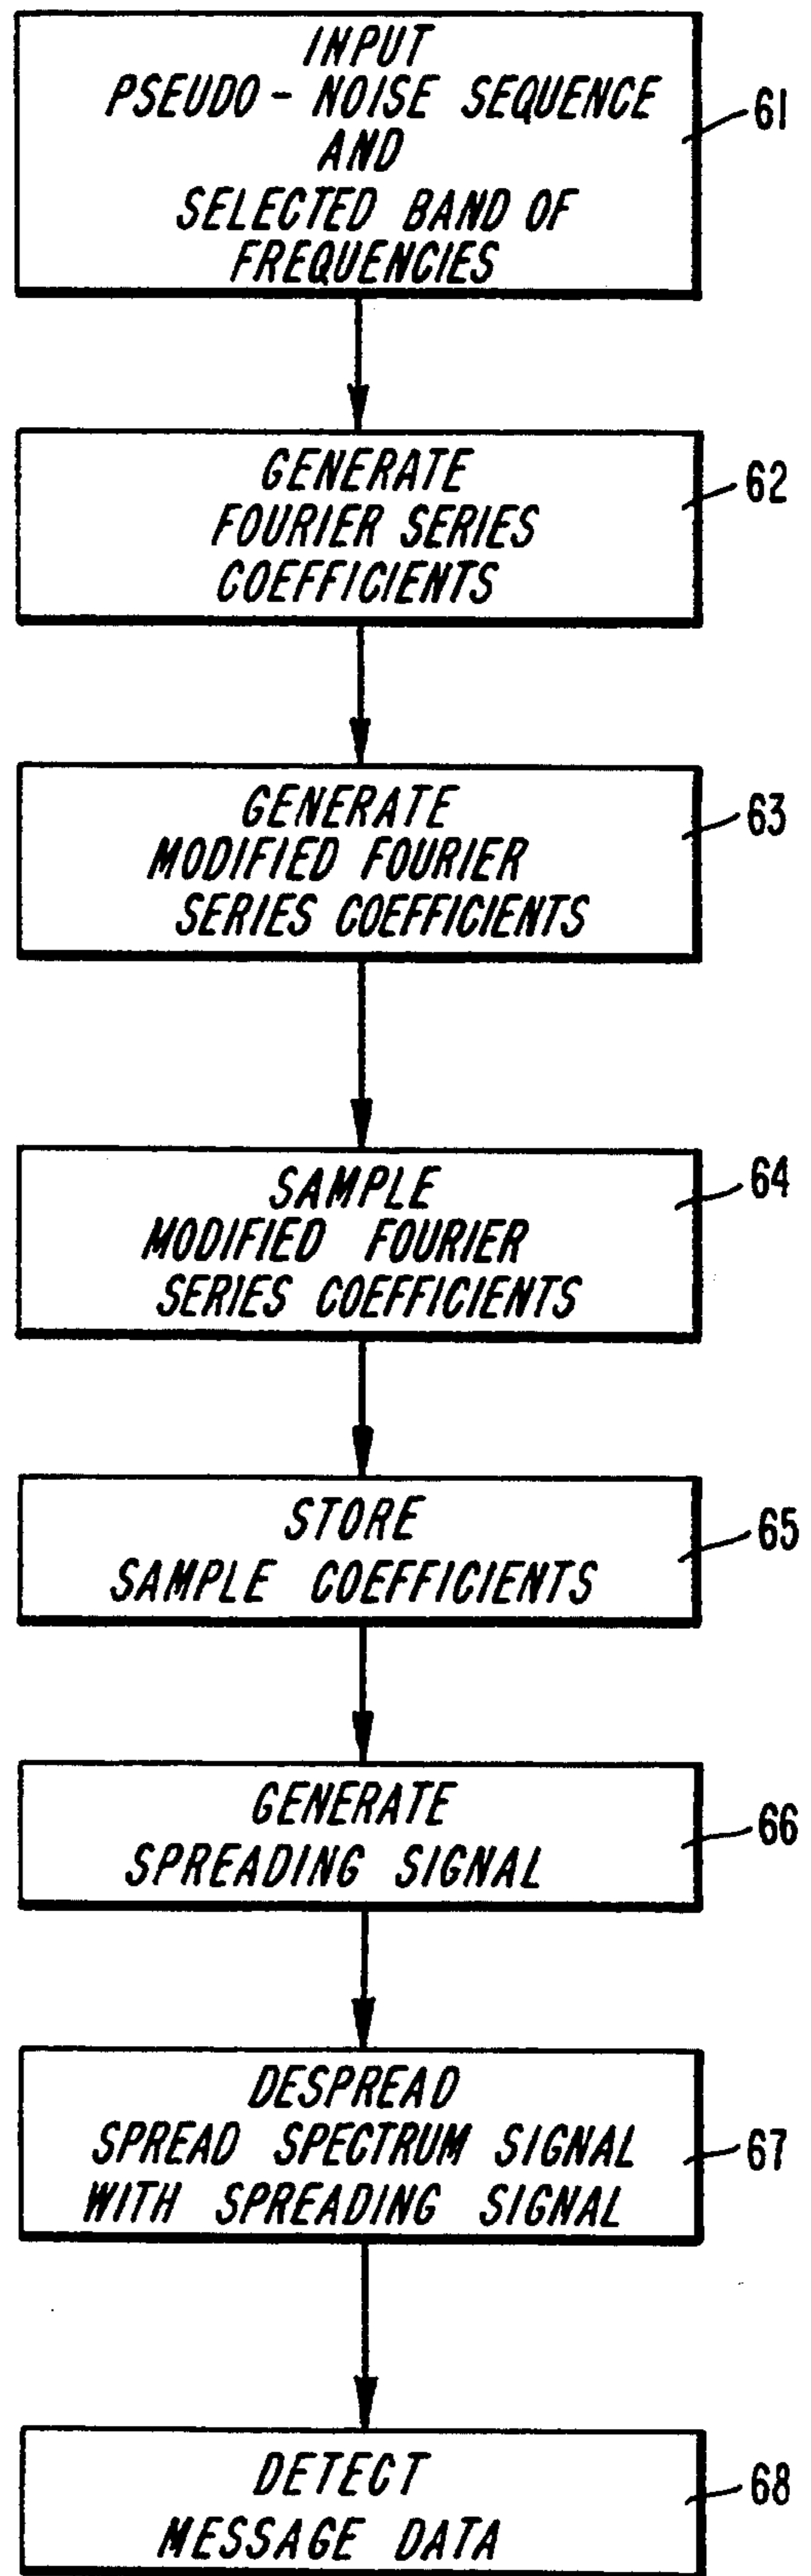 INPUT
PSEUDO - NOISE SEQUENCE
AND
SELECTED BAND OF
FREQUENCIES
61
GENERATE
FOURIER SERIES
COEFFICIENTS
62
GENERATE
MODIFIED FOURIER
SERIES COEFFICIENTS
63
SAMPLE
MODIFIED FOURIER
SERIES COEFFICIENTS
64
STORE
SAMPLE COEFFICIENTS
65
GENERATE
SPREADING SIGNAL
66
DESPREAD
SPREAD SPECTRUM SIGNAL
WITH SPREADING SIGNAL
67
DETECT
MESSAGE DATA
68